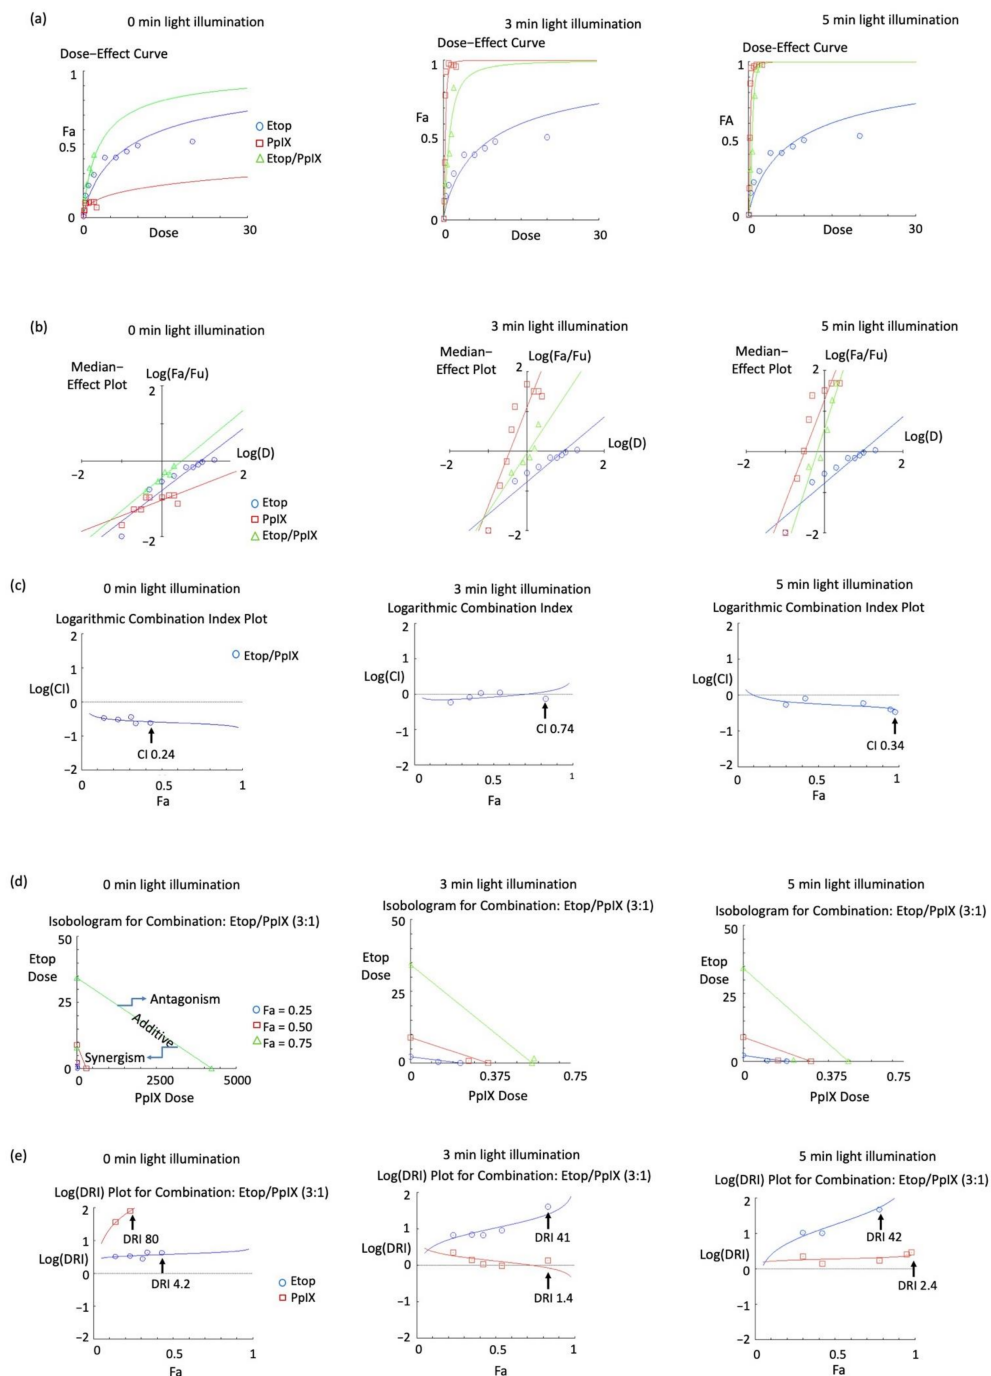 (a)
0 min light illumination
3 min light illumination
5 min light illumination
Dose–Effect Curve
Dose–Effect Curve
Dose-Effect Curve
1
Fa
0.5
0
0
Dose
30
Etop
PpIX
Etop/PpIX
1
Fa
0.5
0
0
Dose
30
1
FA
0.5
0
0
Dose
30
(b)
0 min light illumination
3 min light illumination
5 min light illumination
Median–
Effect Plot
Log(Fa/Fu)
2
Log(D)
−2
2
−2
Etop
PpIX
Etop/PpIX
Median–
Effect Plot
Log(Fa/Fu)
2
Log(D)
−2
2
−2
Median–
Effect Plot
Log(Fa/Fu)
2
Log(D)
−2
2
−2
(c)
0 min light illumination
3 min light illumination
5 min light illumination
Logarithmic Combination Index Plot
Logarithmic Combination Index
Logarithmic Combination Index Plot
2
1
Log(CI)
0
−1
−2
0
0.5
1
Fa
Etop/PpIX
CI 0.24
2
1
Log(CI)
0
−1
−2
0
0.5
1
Fa
CI 0.74
2
1
Log(CI)
0
−1
−2
0
0.5
1
Fa
CI 0.34
(d)
0 min light illumination
3 min light illumination
5 min light illumination
Isobologram for Combination: Etop/PpIX (3:1)
Isobologram for Combination: Etop/PpIX (3:1)
Isobologram for Combination: Etop/PpIX (3:1)
50
Etop
Dose
25
0
0
2500
5000
PpIX Dose
Antagonism
Additive
Synergism
Fa = 0.25
Fa = 0.50
Fa = 0.75
50
Etop
Dose
25
0
0
0.375
0.75
PpIX Dose
50
Etop
Dose
25
0
0
0.375
0.75
PpIX Dose
(e)
0 min light illumination
3 min light illumination
5 min light illumination
Log(DRI) Plot for Combination: Etop/PpIX (3:1)
Log(DRI) Plot for Combination: Etop/PpIX (3:1)
Log(DRI) Plot for Combination: Etop/PpIX (3:1)
2
1
Log(DRI)
0
−1
−2
0
0.5
1
Fa
DRI 80
DRI 4.2
Etop
PpIX
2
1
Log(DRI)
0
−1
−2
0
0.5
1
Fa
DRI 41
DRI 1.4
2
1
Log(DRI)
0
−1
−2
0
0.5
1
Fa
DRI 42
DRI 2.4